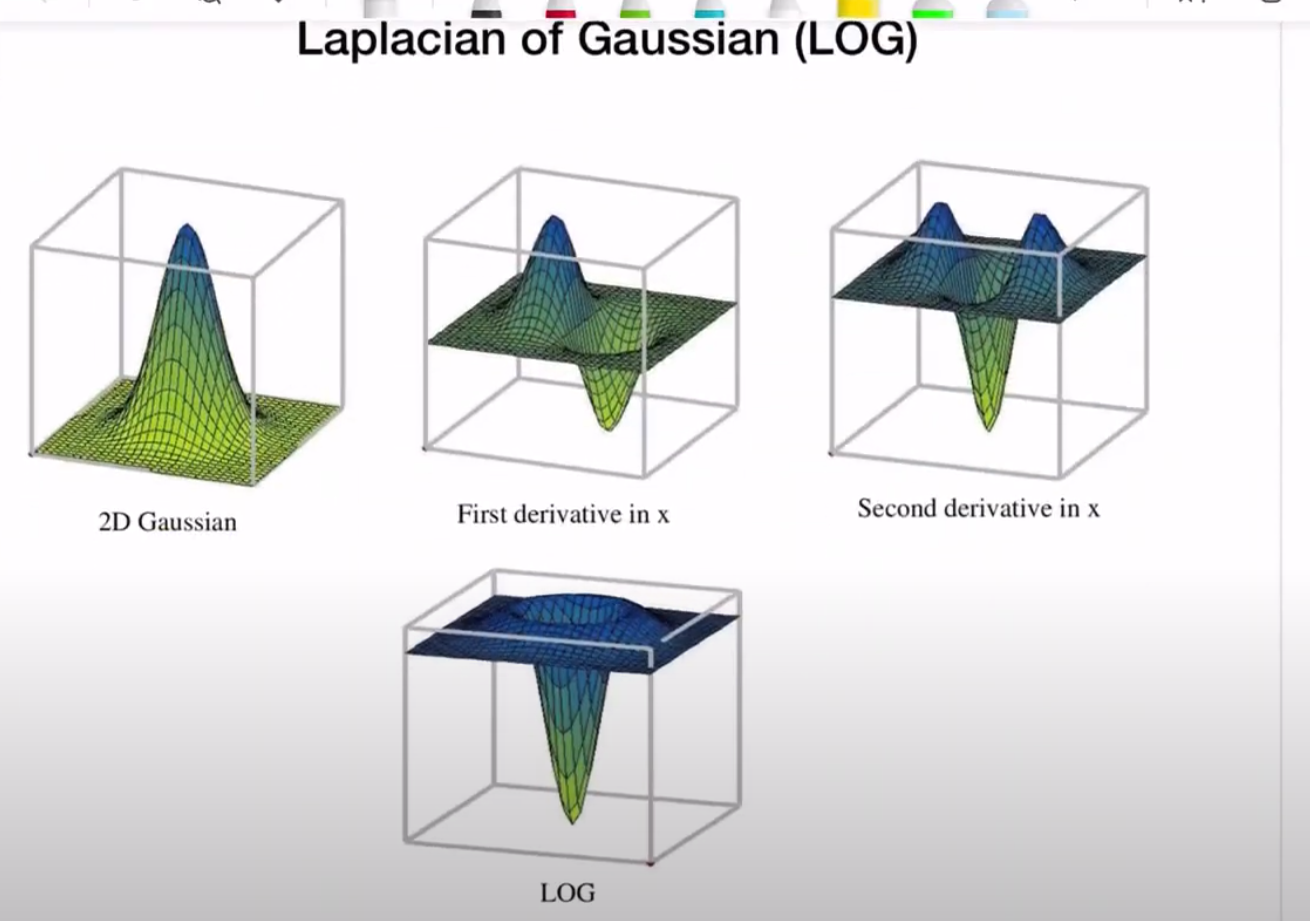 Laplacian of Gaussian (LOG)
2D Gaussian
First derivative in x
Second derivative in x
LOG